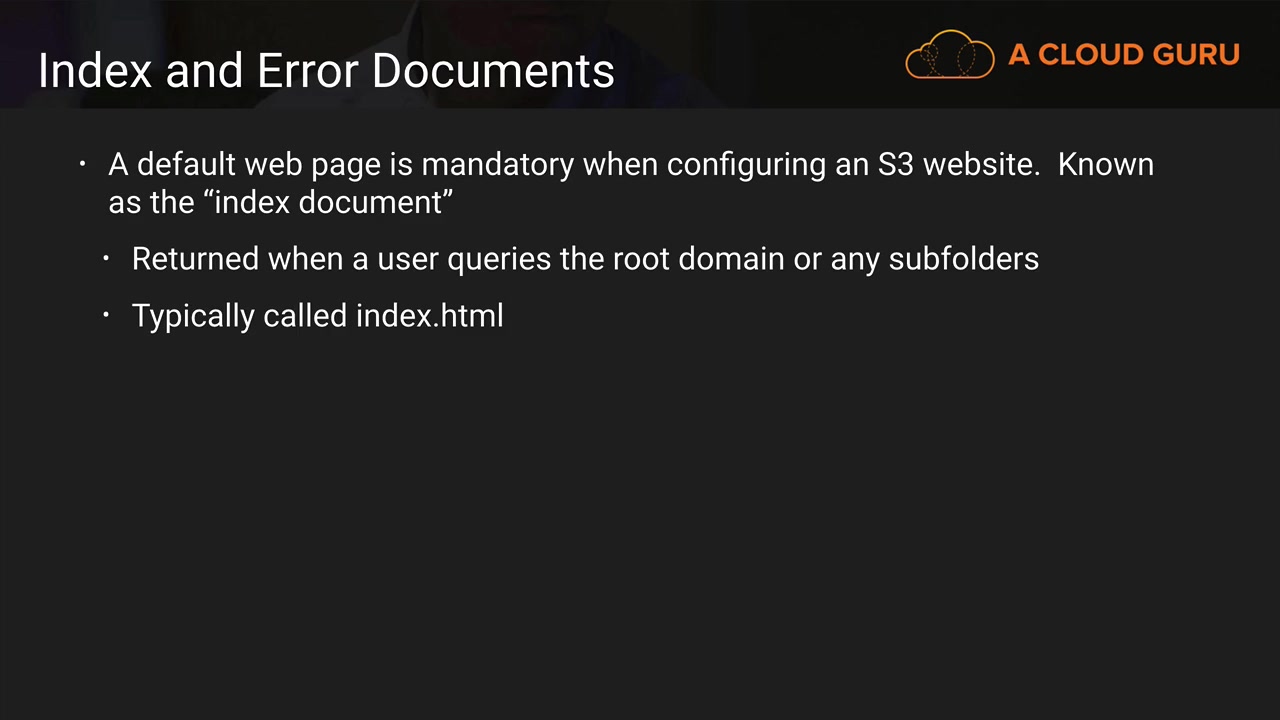 Index and Error Documents
A CLOUD GURU
• A default web page is mandatory when configuring an S3 website.  Known
as the “index document”
• Returned when a user queries the root domain or any subfolders
• Typically called index.html